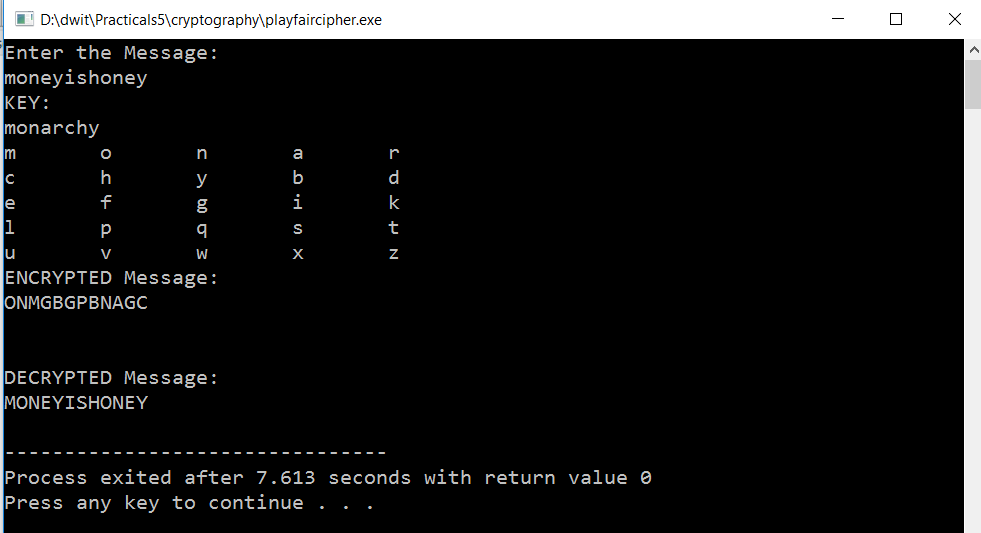 D:\dwit\Practicals5\cryptography\playfaircipher.exe
Enter the Message:
moneyishoney
KEY:
monarchy
m o n a r
c h y b d
e f g i k
l p q s t
u v w x z
ENCRYPTED Message:
ONMGBGPBNAGC
DECRYPTED Message:
MONEYISHONEY
--------------------------------
Process exited after 7.613 seconds with return value 0
Press any key to continue . . .